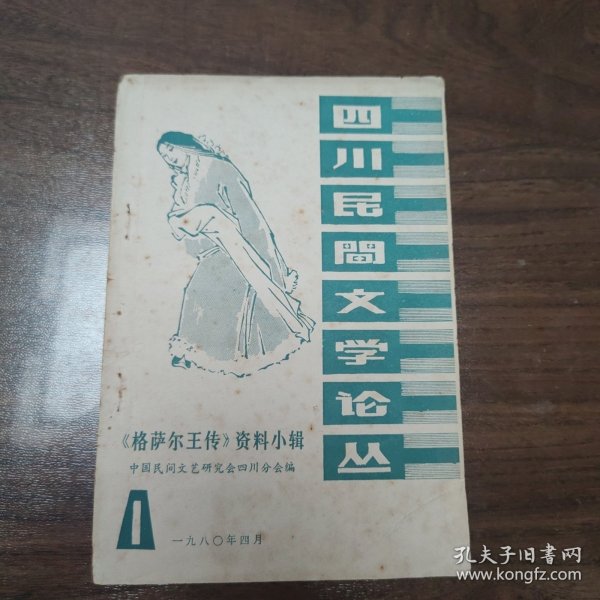 四川民間文学论丛
《格萨尔王传》资料小辑
中国民间文艺研究会四川分会编
1
一九八〇年四月
孔夫子旧书网
www.kongfz.com